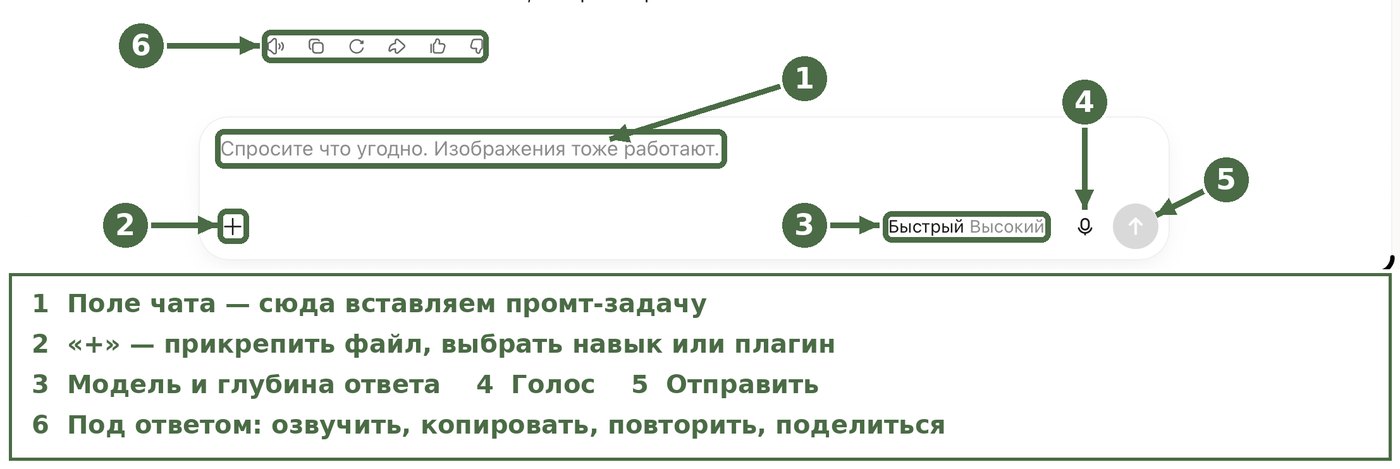 6
1
4
Спросите что угодно. Изображения тоже работают.
5
2
3
Быстрый Высокий
1 Поле чата — сюда вставляем промт-задачу
2 «+» — прикрепить файл, выбрать навык или плагин
3 Модель и глубина ответа 4 Голос 5 Отправить
6 Под ответом: озвучить, копировать, повторить, поделиться